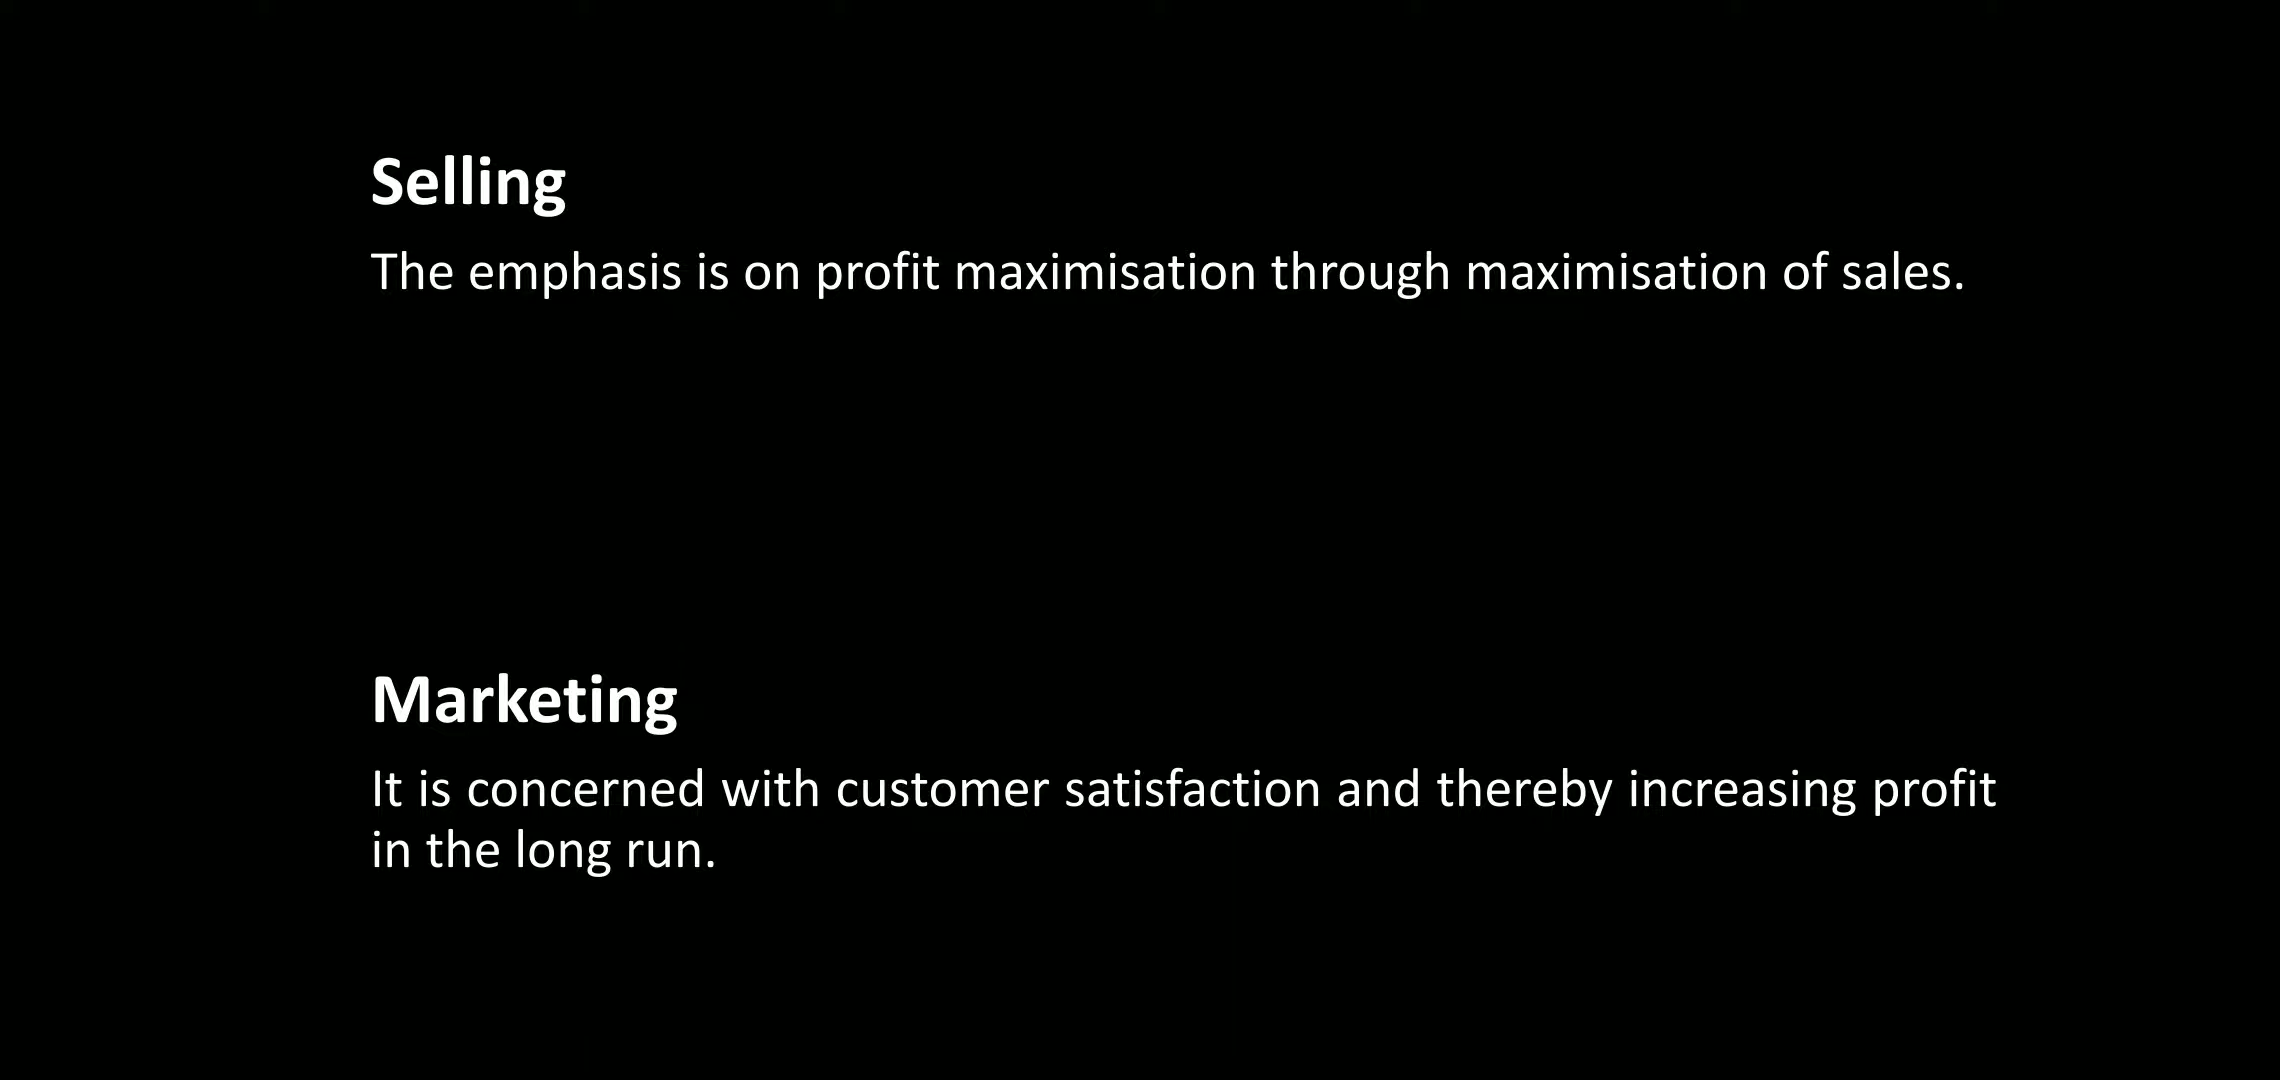 Selling
The emphasis is on profit maximisation through maximisation of sales.
Marketing
It is concerned with customer satisfaction and thereby increasing profit
in the long run.